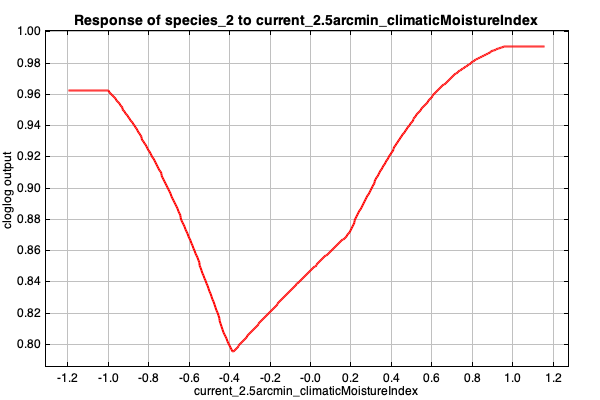 Response of species_2 to current_2.5arcmin_climaticMoistureIndex
cloglog output
1.00
0.98
0.96
0.94
0.92
0.90
0.88
0.86
0.84
0.82
0.80
-1.2 -1.0 -0.8 -0.6 -0.4 -0.2 -0.0 0.2 0.4 0.6 0.8 1.0 1.2
current_2.5arcmin_climaticMoistureIndex